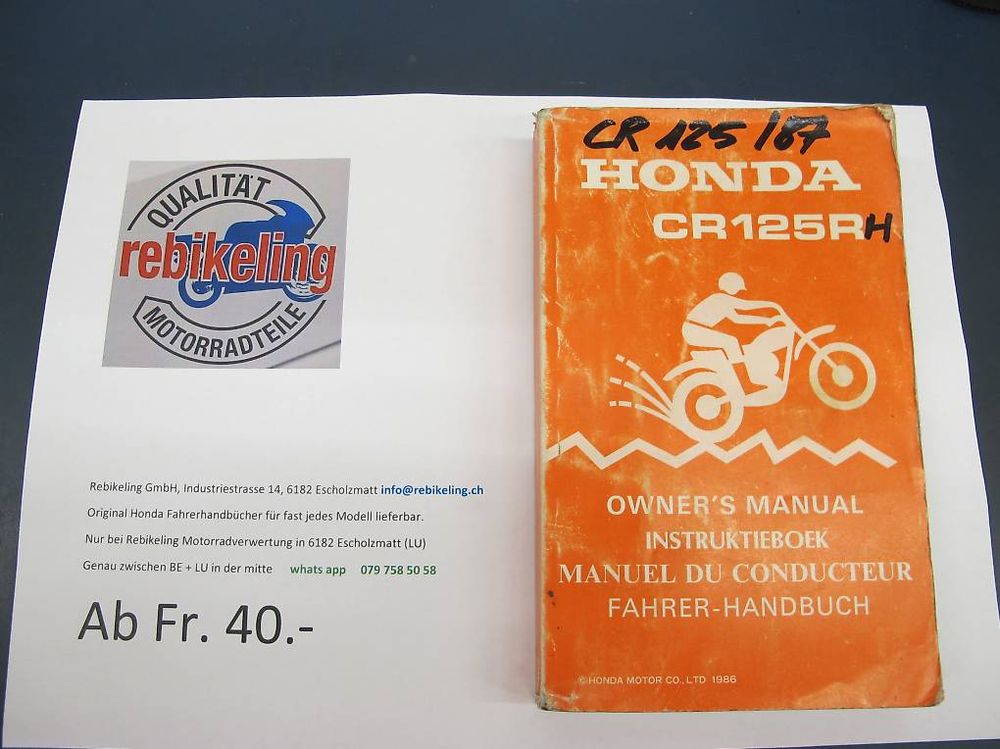 QUALITÄT
rebikeling
MOTORRADTEILE
Rebikeling GmbH, Industriestrasse 14, 6182 Escholzmatt info@rebikeling.ch
Original Honda Fahrerhandbücher für fast jedes Modell lieferbar.
Nur bei Rebikeling Motorradverwertung in 6182 Escholzmatt (LU)
Genau zwischen BE + LU in der mitte whats app 079 758 50 58
Ab Fr. 40.-
CR 125 /87
HONDA
CR125RH
OWNER'S MANUAL
INSTRUKTIEBOEK
MANUEL DU CONDUCTEUR
FAHRER-HANDBUCH
©HONDA MOTOR CO., LTD 1986